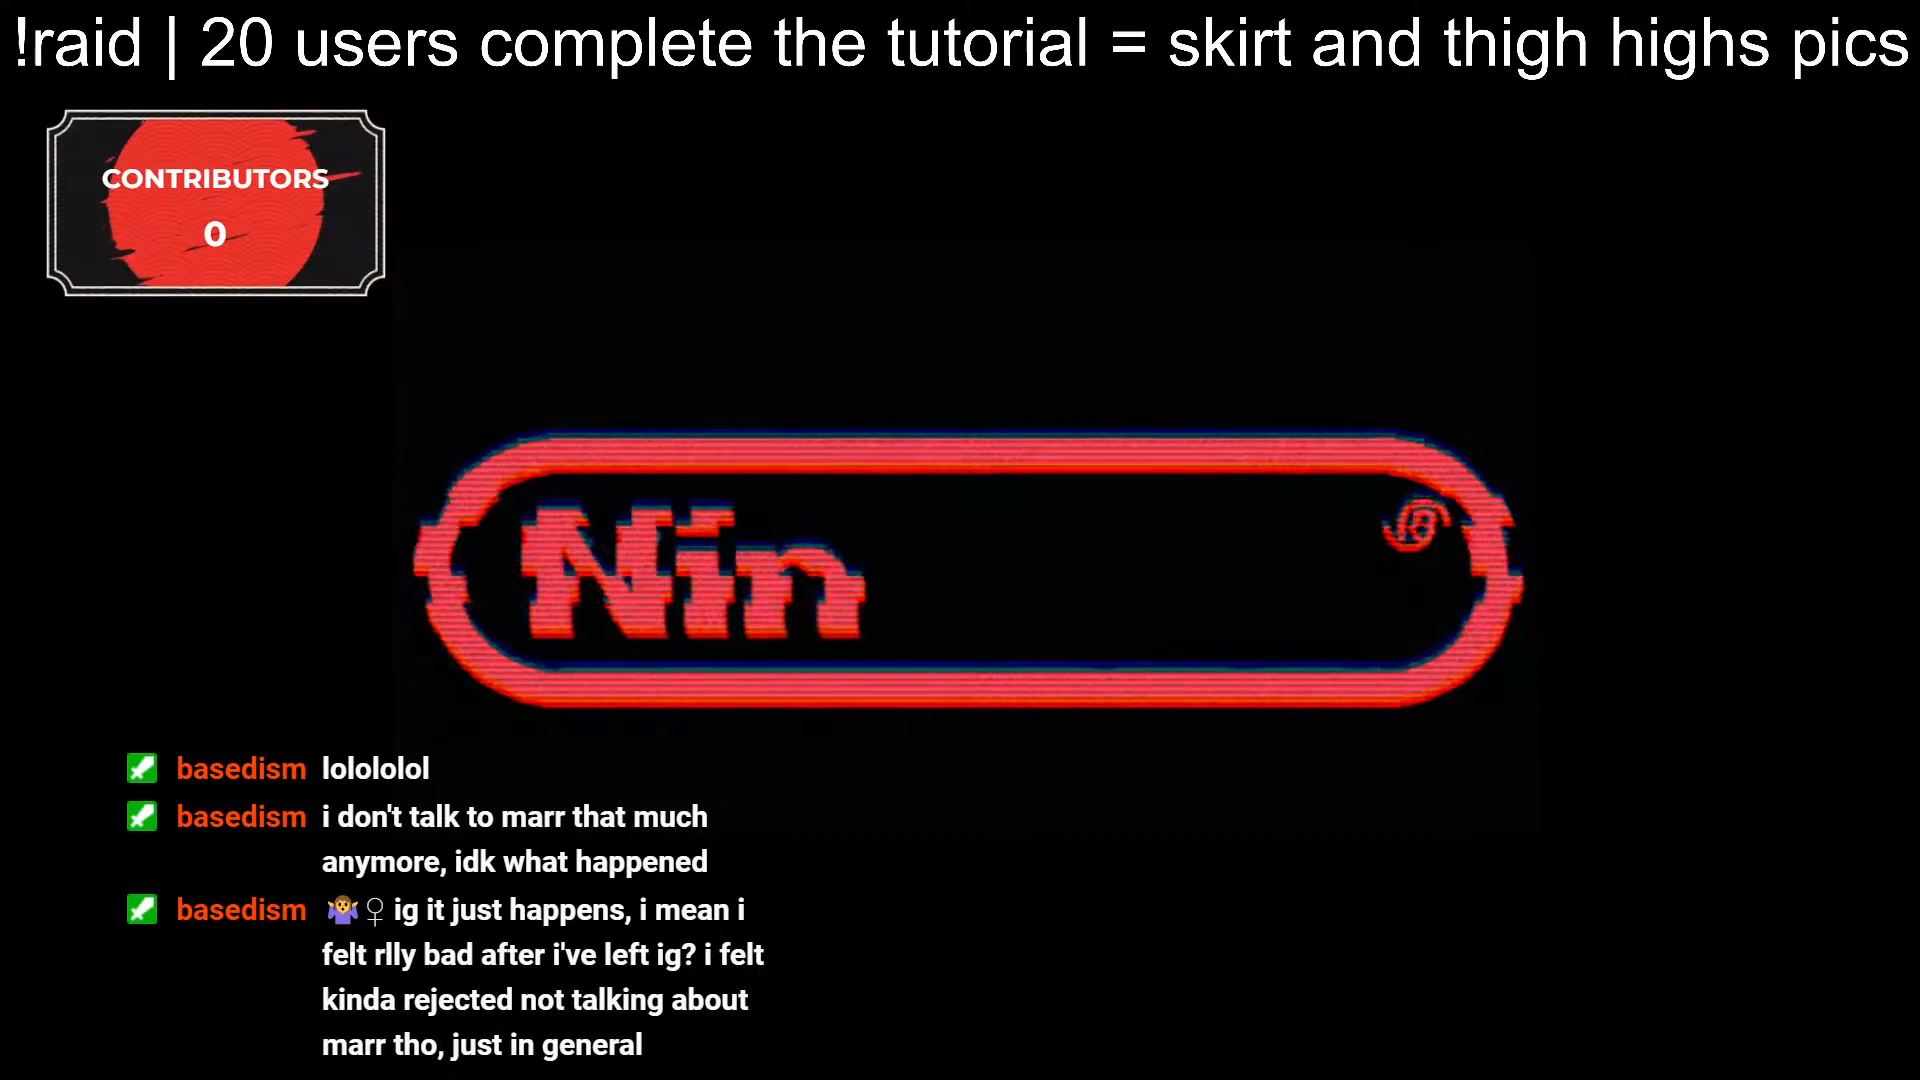 !raid | 20 users complete the tutorial = skirt and thigh highs pics
CONTRIBUTORS
0
Nin
®
basedism lolololol
basedism i don't talk to marr that much
anymore, idk what happened
basedism 🤷♀ ig it just happens, i mean i
felt rlly bad after i've left ig? i felt
kinda rejected not talking about
marr tho, just in general